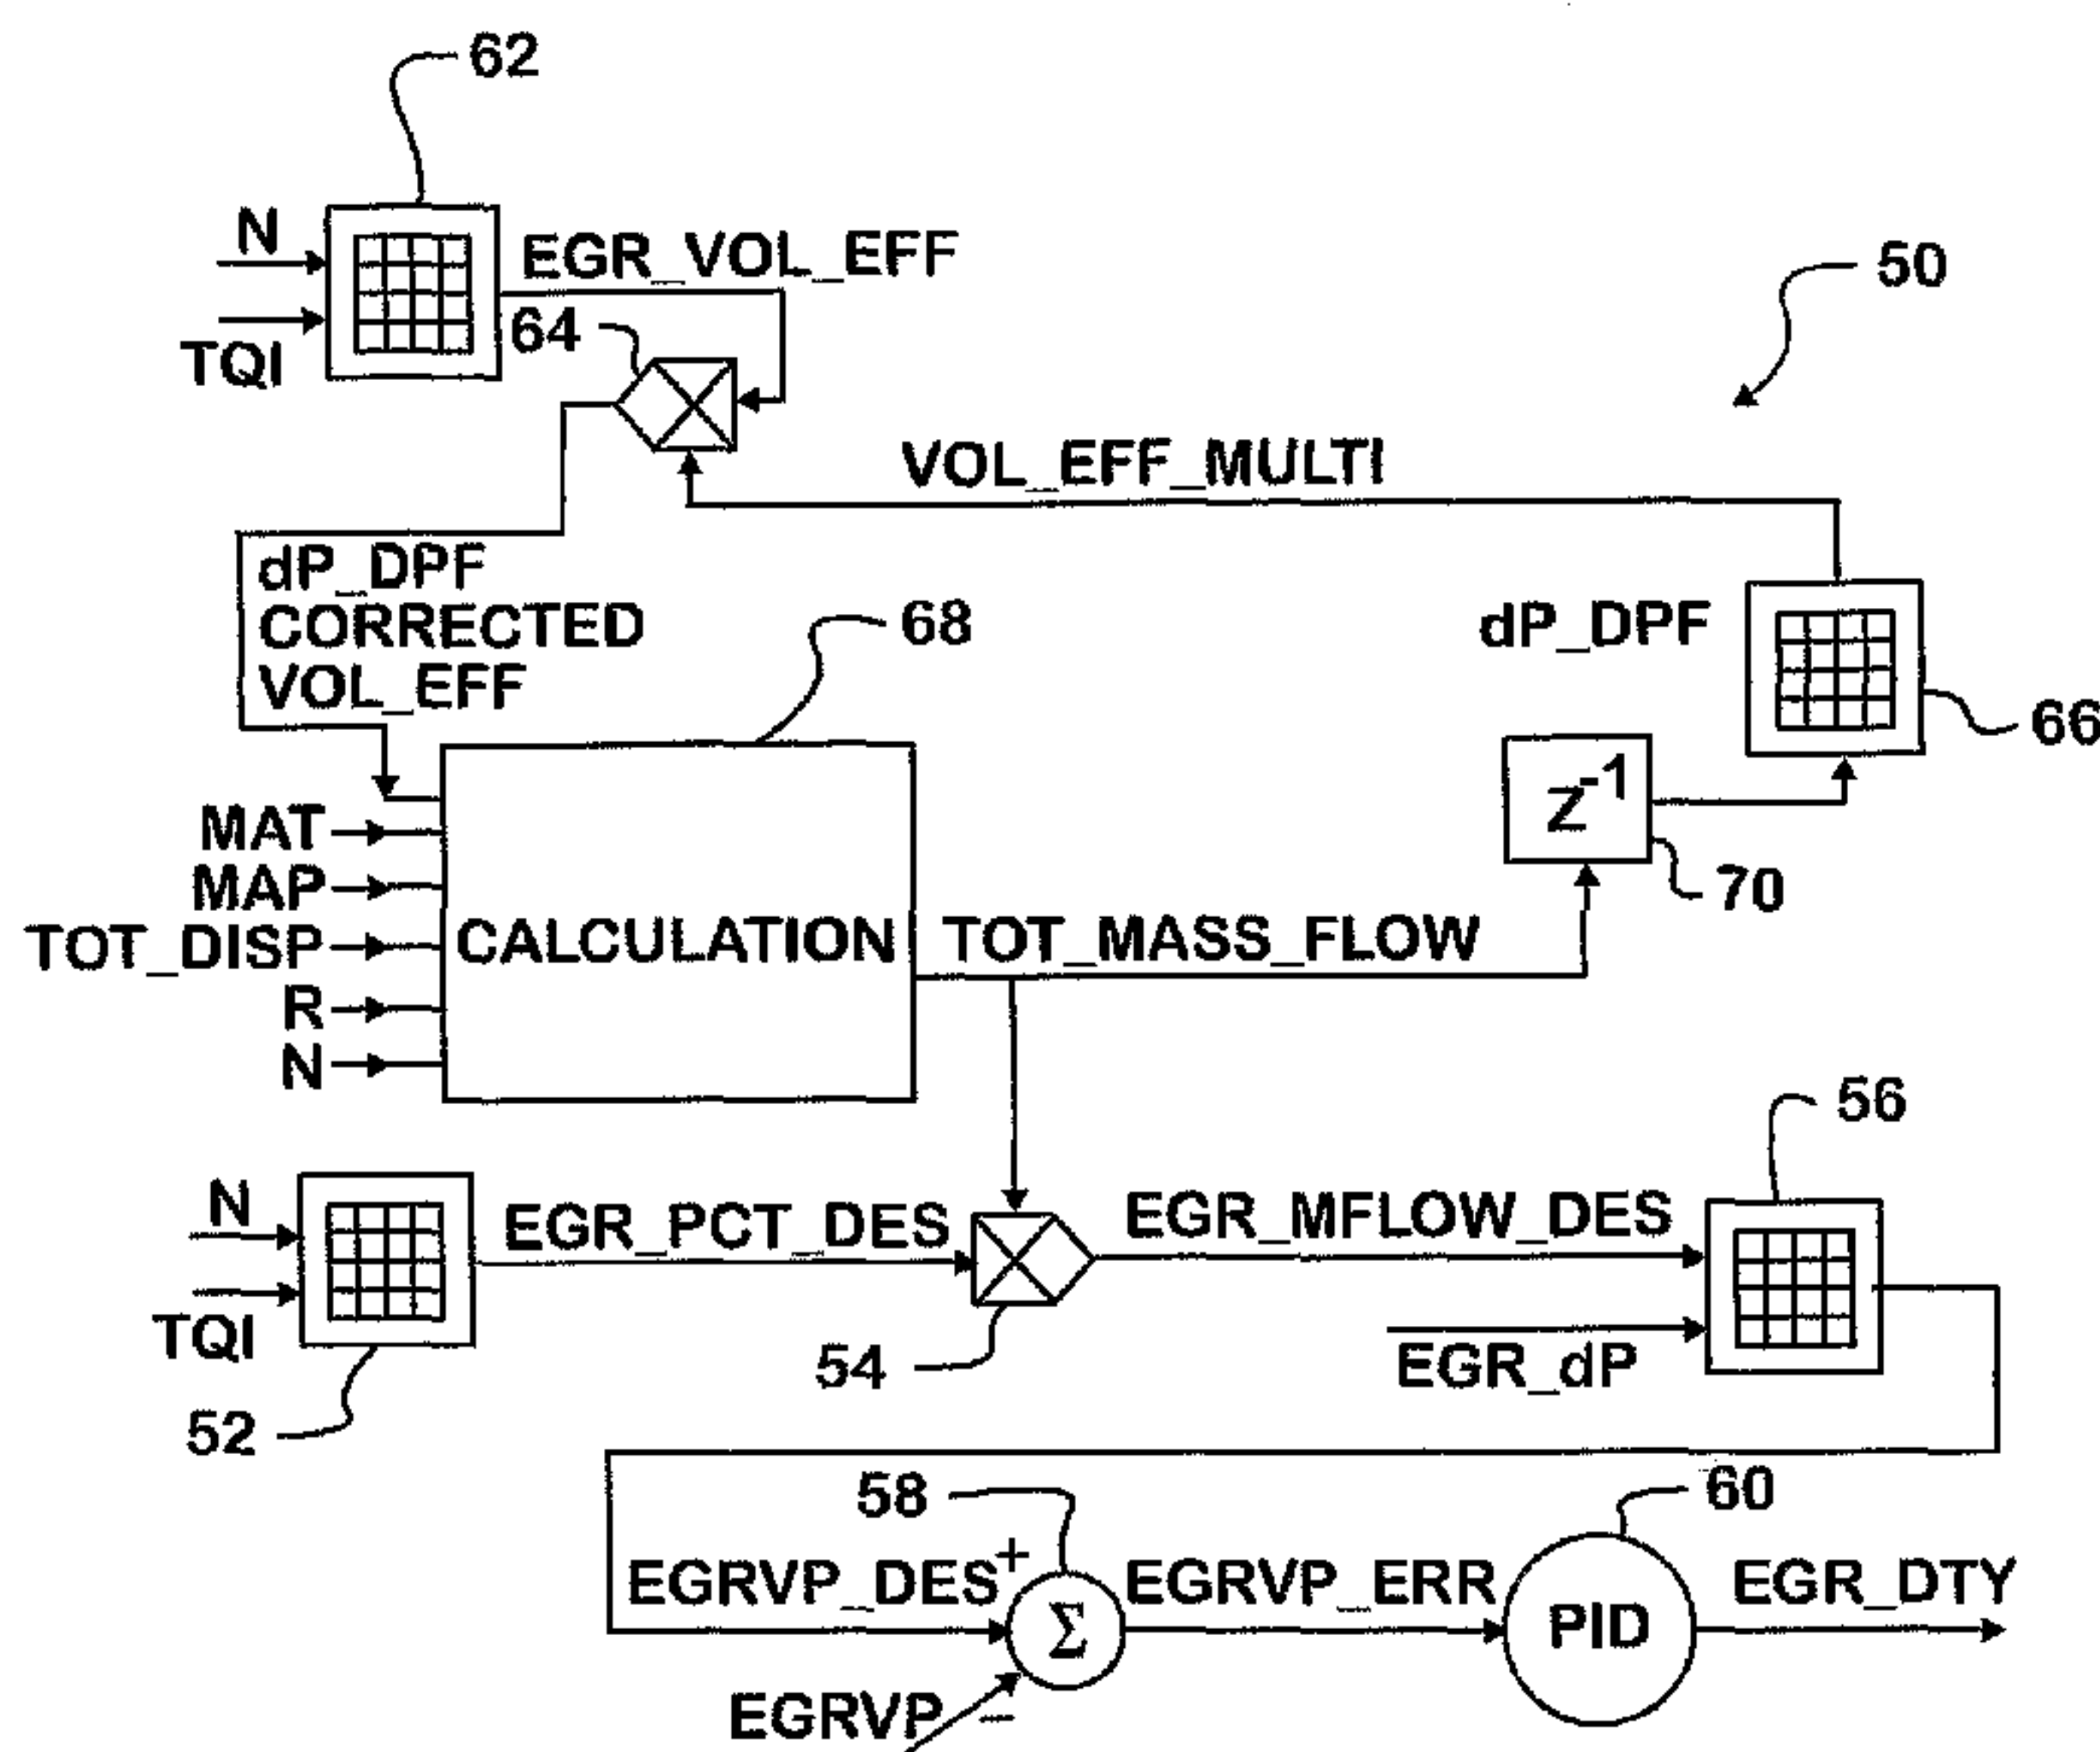 62
N
EGR_VOL_EFF
50
64
TQI
VOL_EFF_MULTI
dP_DPF
CORRECTED
VOL_EFF
68
dP_DPF
66
Z-1
70
MAT
MAP
TOT_DISP
R
N
CALCULATION
TOT_MASS_FLOW
56
N
EGR_PCT_DES
EGR_MFLOW_DES
TQI
54
EGR_dP
52
58
60
EGRVP_DES
+
Σ
EGRVP_ERR
PID
EGR_DTY
EGRVP
−